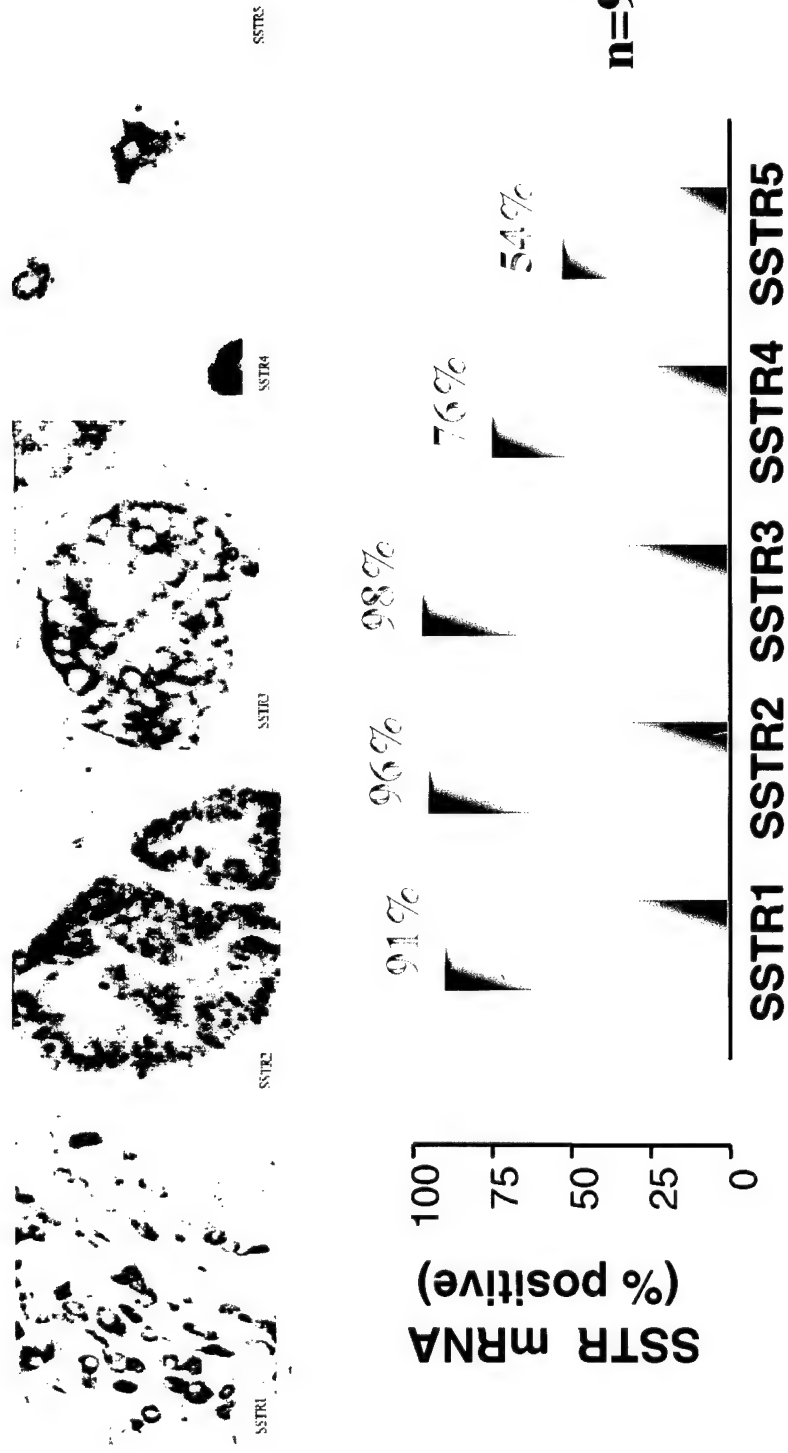 SSTR1
SSTR2
SSTR3
SSTR4
SSTR5
SSTR mRNA
(% positive)
100
75
50
25
0
91%
96%
98%
76%
54%
SSTR1 SSTR2 SSTR3 SSTR4 SSTR5